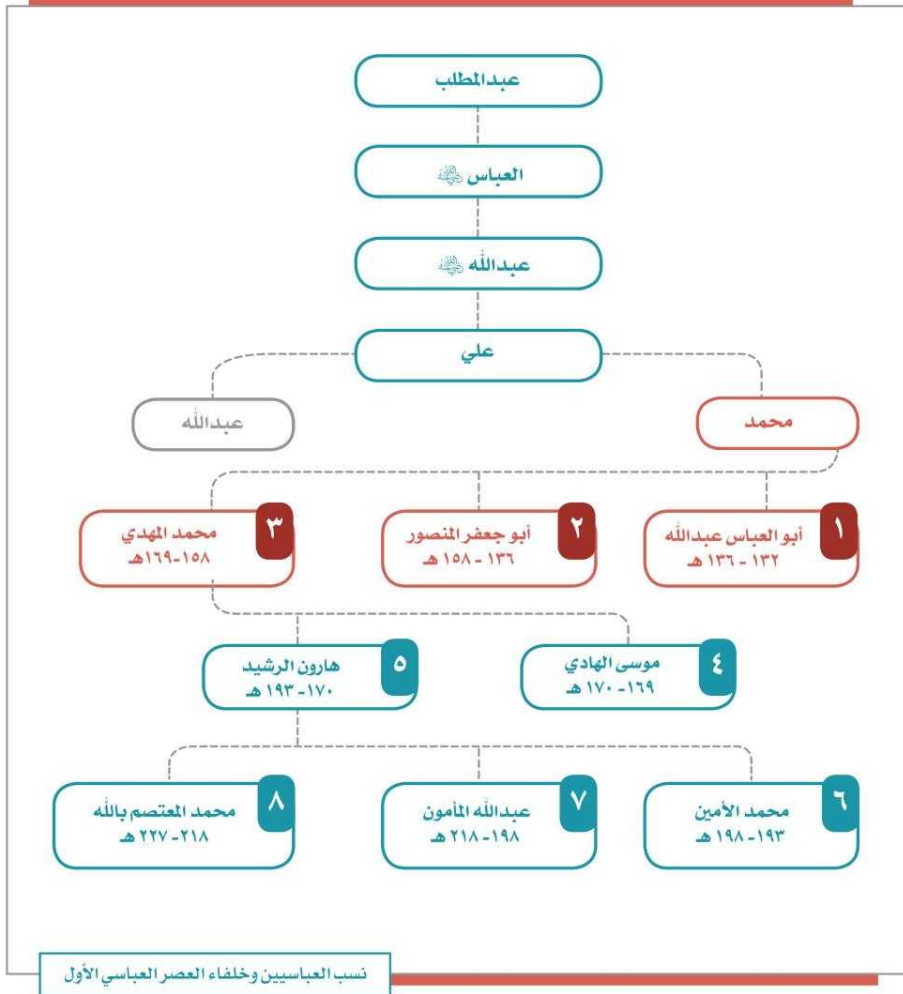 عبدالمطلب
العباس ﷺ
عبدالله ﷺ
علي
محمد
عبدالله
١
أبو العباس عبدالله
١٣٢ - ١٣٦ هـ
٢
أبو جعفر المنصور
١٣٦ - ١٥٨ هـ
٣
محمد المهدي
١٥٨-١٦٩هـ
٤
موسى الهادي
١٦٩-١٧٠ هـ
٥
هارون الرشيد
١٧٠-١٩٣ هـ
٦
محمد الأمين
١٩٣-١٩٨ هـ
٧
عبدالله المأمون
١٩٨-٢١٨ هـ
٨
محمد المعتصم بالله
٢١٨-٢٢٧ هـ
نسب العباسيين وخلفاء العصر العباسي الأول